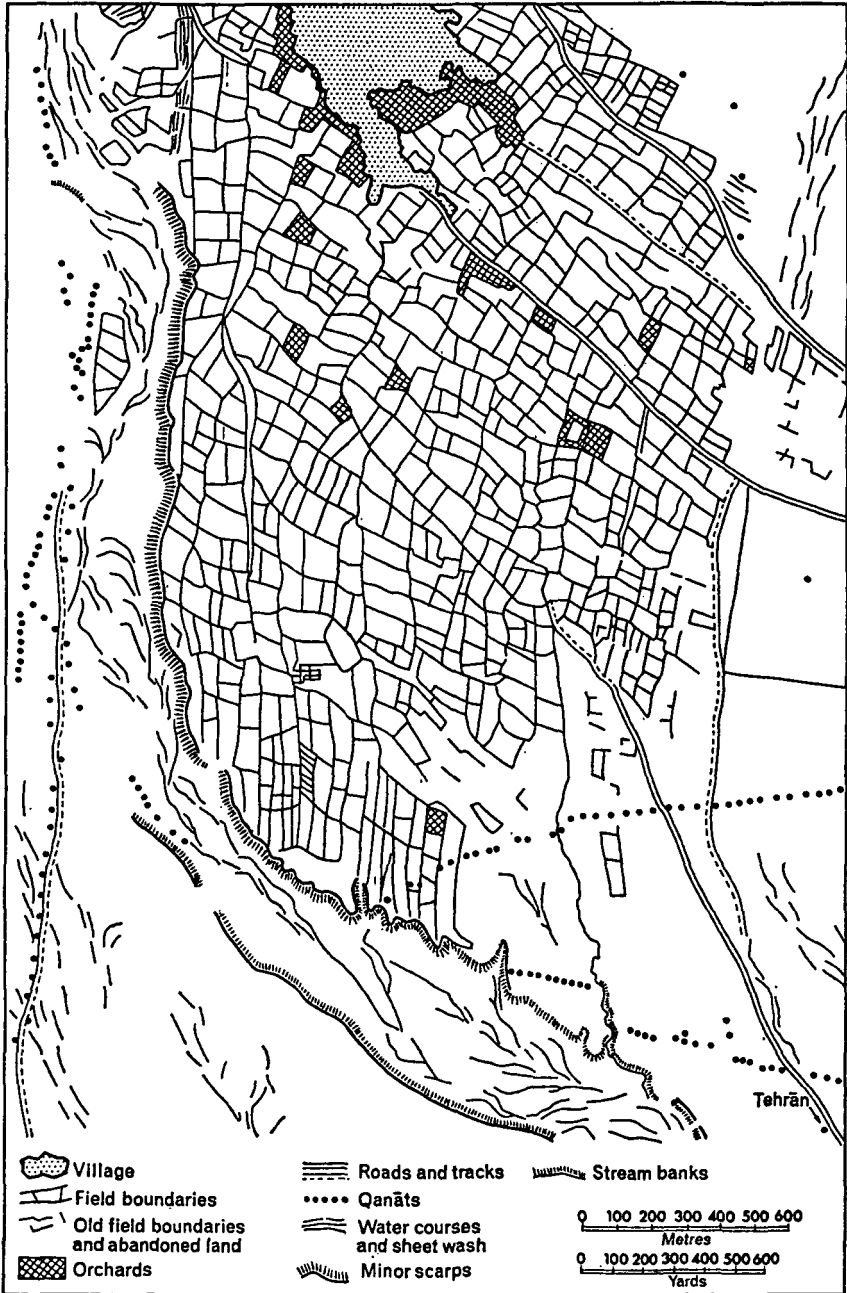 Tehrān
Village
Field boundaries
Old field boundaries
and abandoned land
Orchards
Roads and tracks
Qanāts
Water courses
and sheet wash
Minor scarps
Stream banks
0 100 200 300 400 500 600
Metres
0 100 200 300 400 500 600
Yards